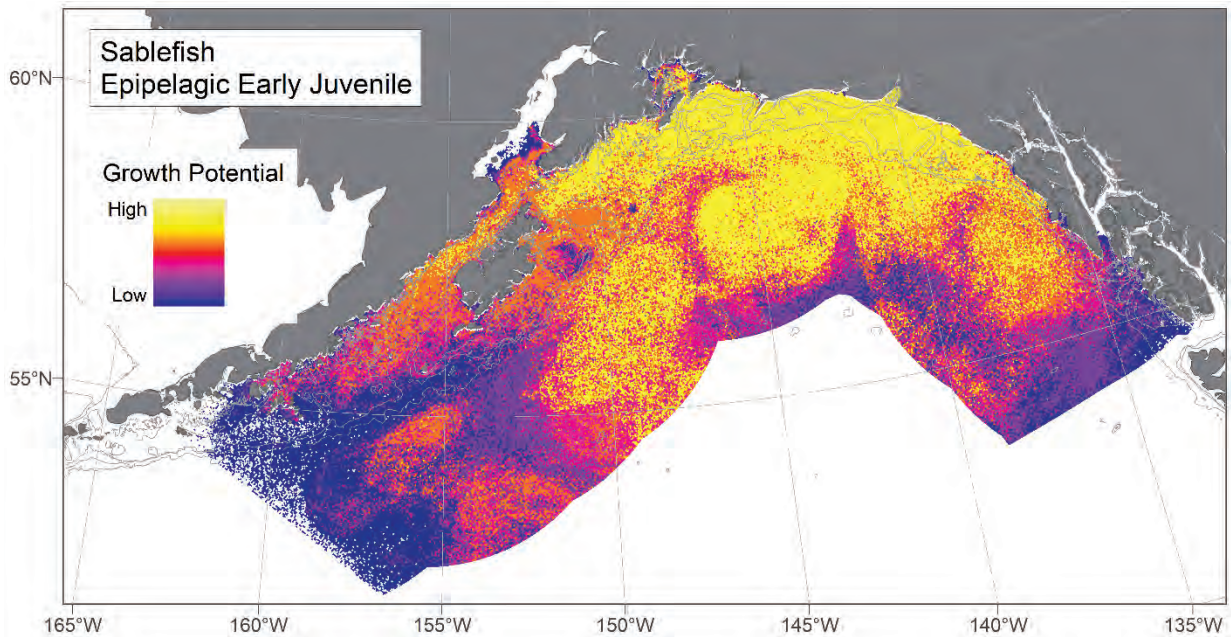 Sablefish
Epipelagic Early Juvenile
60°N
Growth Potential
High
Low
55°N
165°W
160°W
155°W
150°W
145°W
140°W
135°W